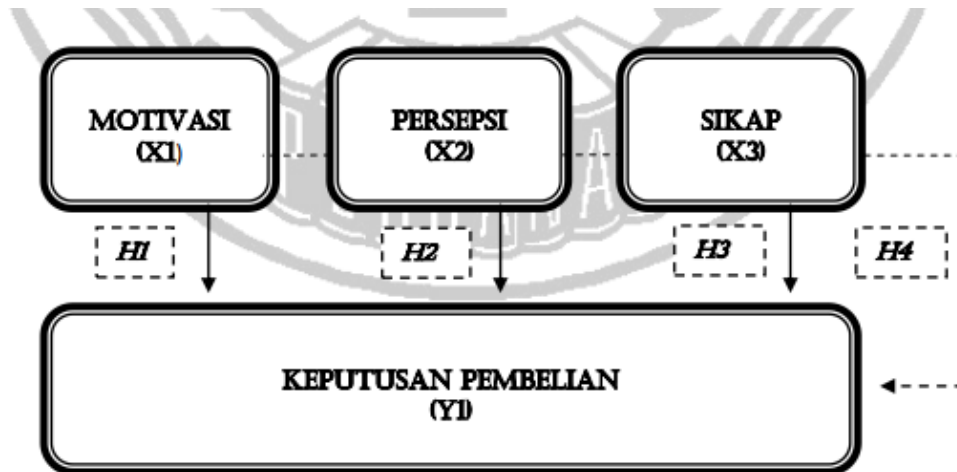 MOTIVASI
(X1)
PERSEPSI
(X2)
SIKAP
(X3)
H1
H2
H3
H4
KEPUTUSAN PEMBELIAN
(Y1)